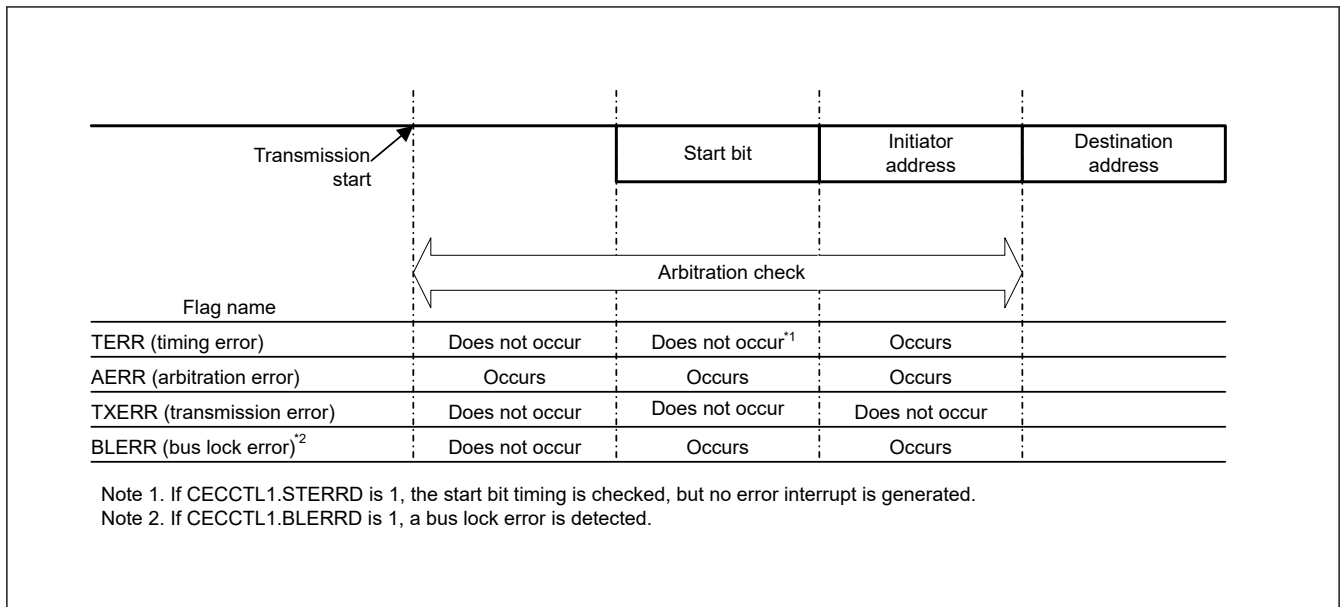 Transmission
start
Start bit
Initiator
address
Destination
address
Arbitration check
Flag name
TERR (timing error) Does not occur Does not occur*1 Occurs
AERR (arbitration error) Occurs Occurs Occurs
TXERR (transmission error) Does not occur Does not occur Does not occur
BLERR (bus lock error)*2 Does not occur Occurs Occurs
Note 1. If CECCTL1.STERRD is 1, the start bit timing is checked, but no error interrupt is generated.
Note 2. If CECCTL1.BLERRD is 1, a bus lock error is detected.